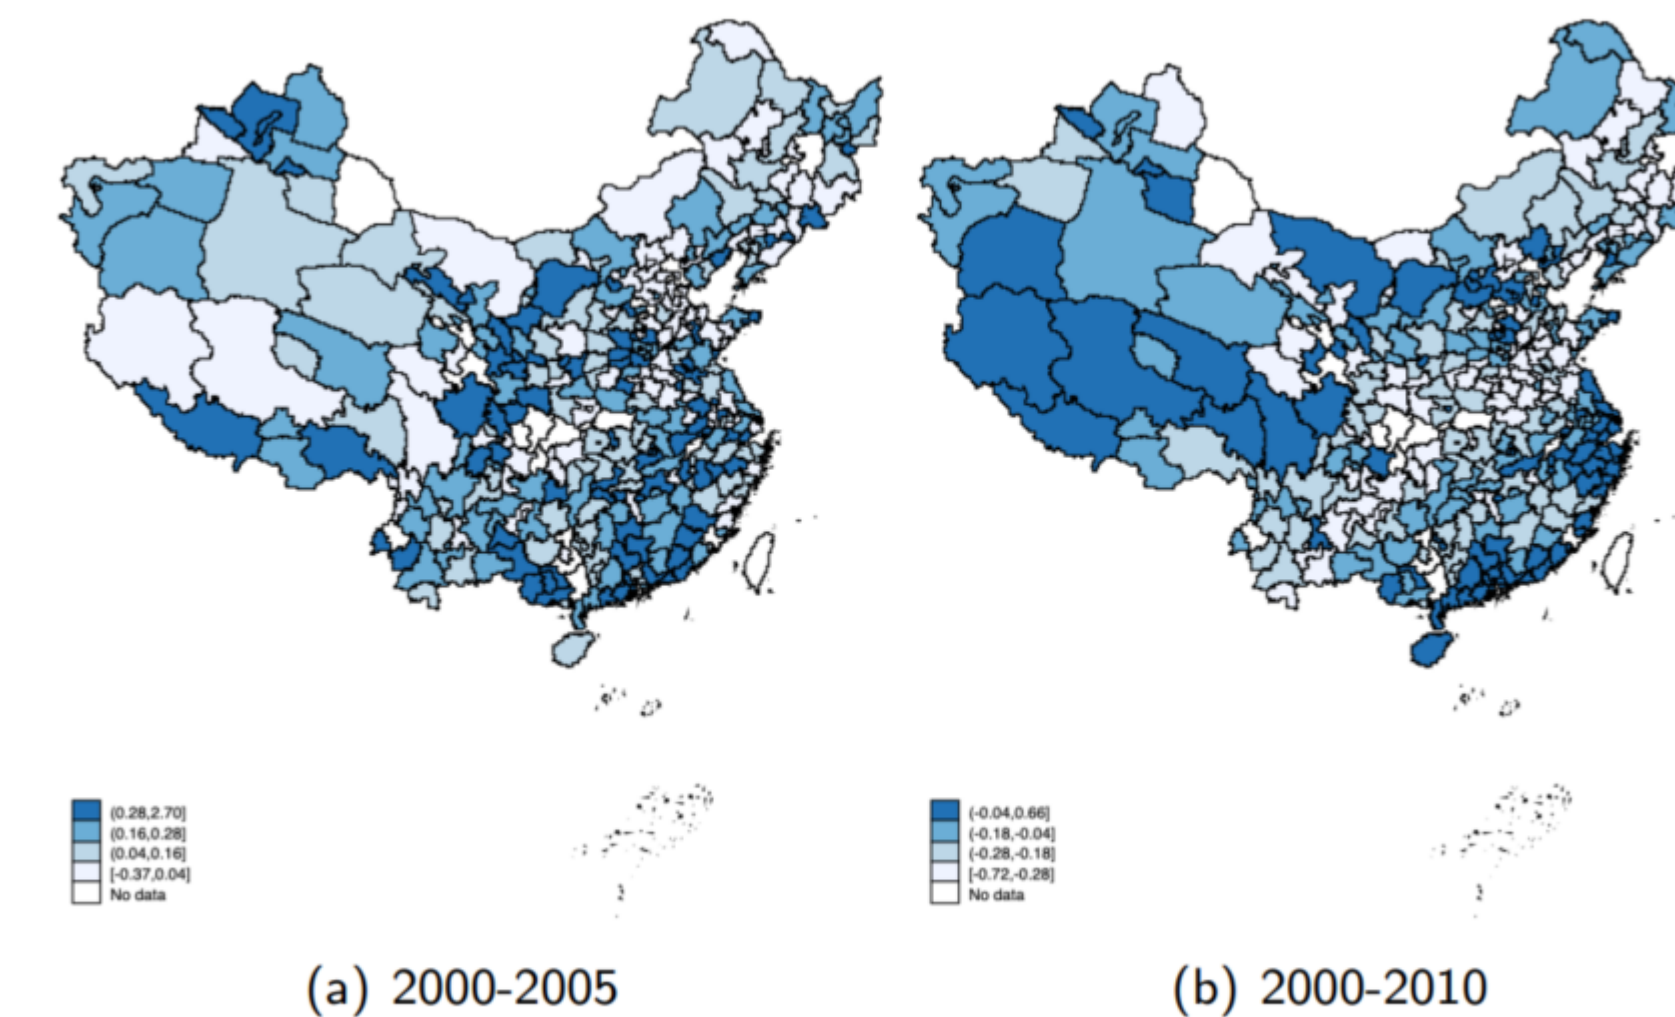 (0.28,2.70]
(0.16,0.28]
(0.04,0.16]
[-0.37,0.04]
No data
(-0.04,0.66]
(-0.18,-0.04]
(-0.28,-0.18]
[-0.72,-0.28]
No data
(a) 2000-2005
(b) 2000-2010